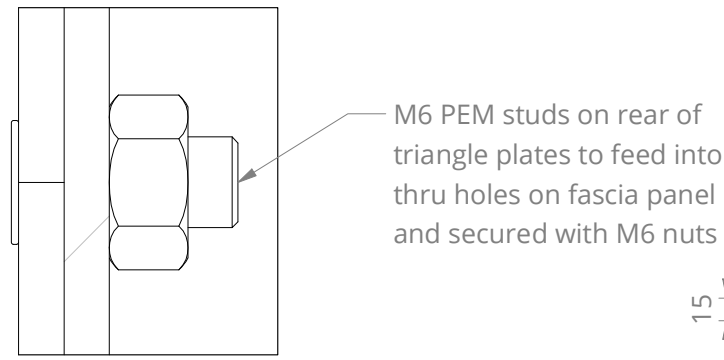 M6 PEM studs on rear of
triangle plates to feed into
thru holes on fascia panel
and secured with M6 nuts
15